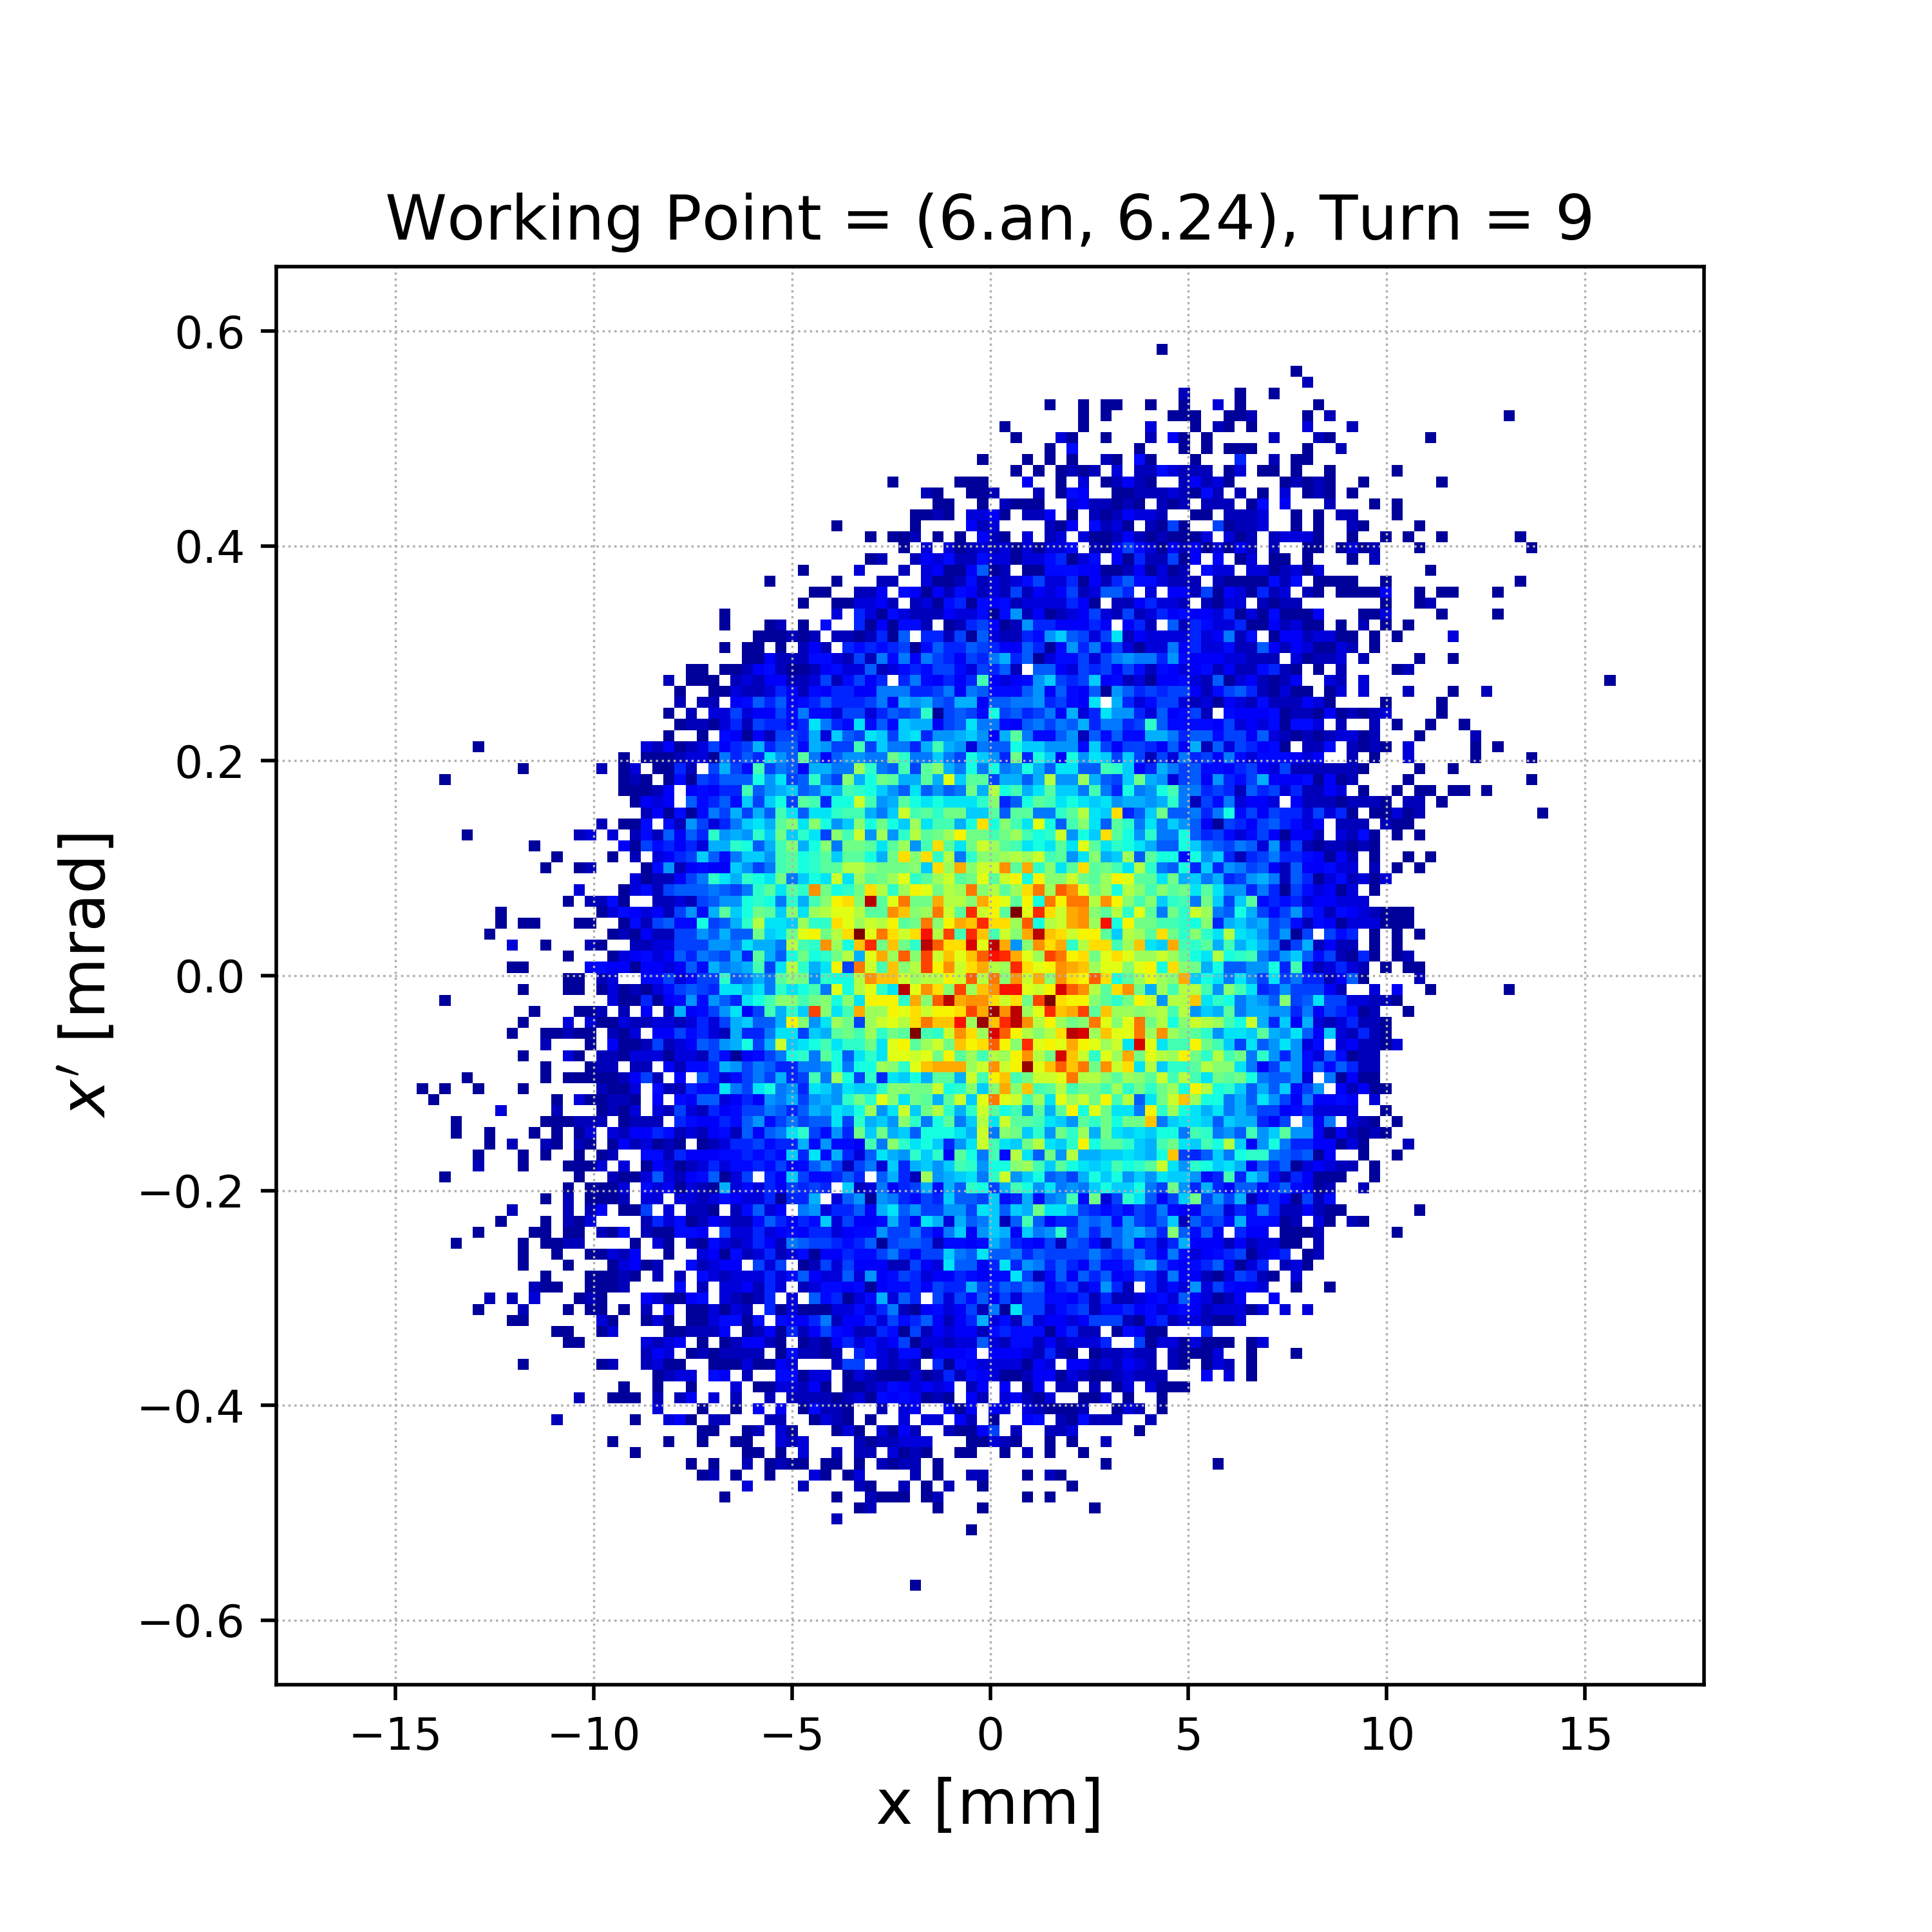 Working Point = (6.an, 6.24), Turn = 9
0.6
0.4
0.2
0.0
−0.2
−0.4
−0.6
x′ [mrad]
−15 −10 −5 0 5 10 15
x [mm]